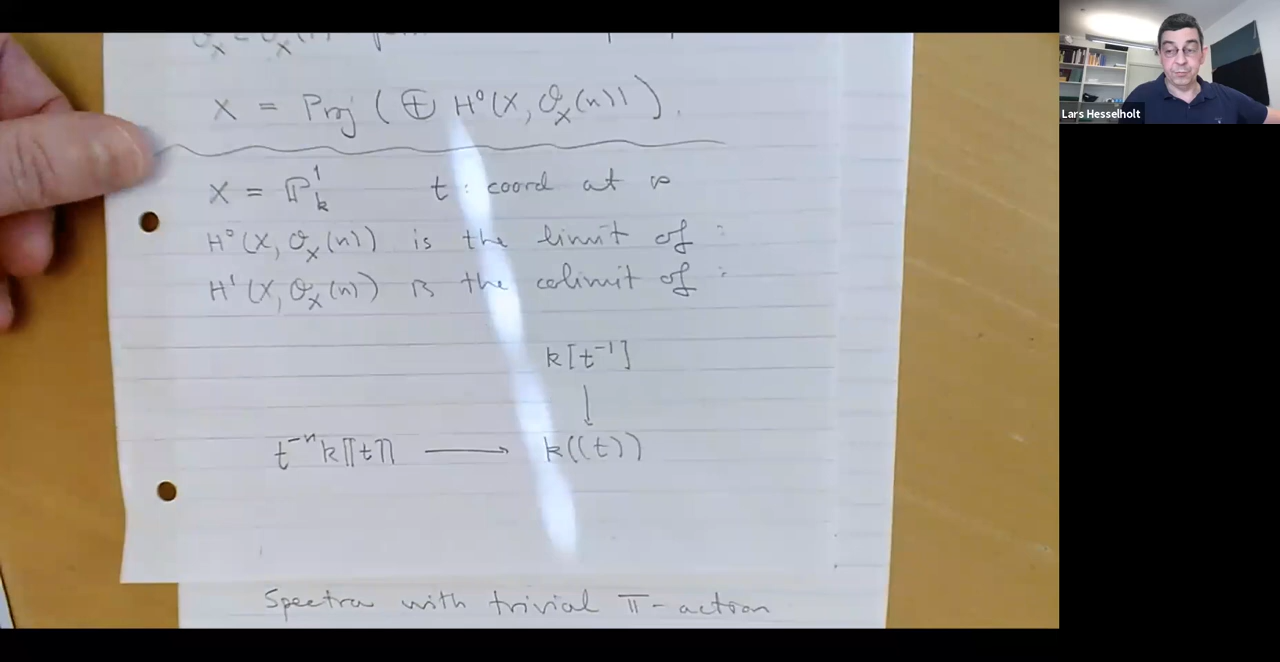 X = Proj ( ⊕ H⁰(X, 𝒪_X(n)) ).
X = ℙ¹_k t : coord at ∞
H⁰(X, 𝒪_X(n)) is the limit of :
H¹(X, 𝒪_X(n)) is the colimit of :
k[t⁻¹]
↓
t⁻ⁿk⟦t⟧ ⟶ k((t))
Spectra with trivial 𝕋-action
Lars Hesselholt